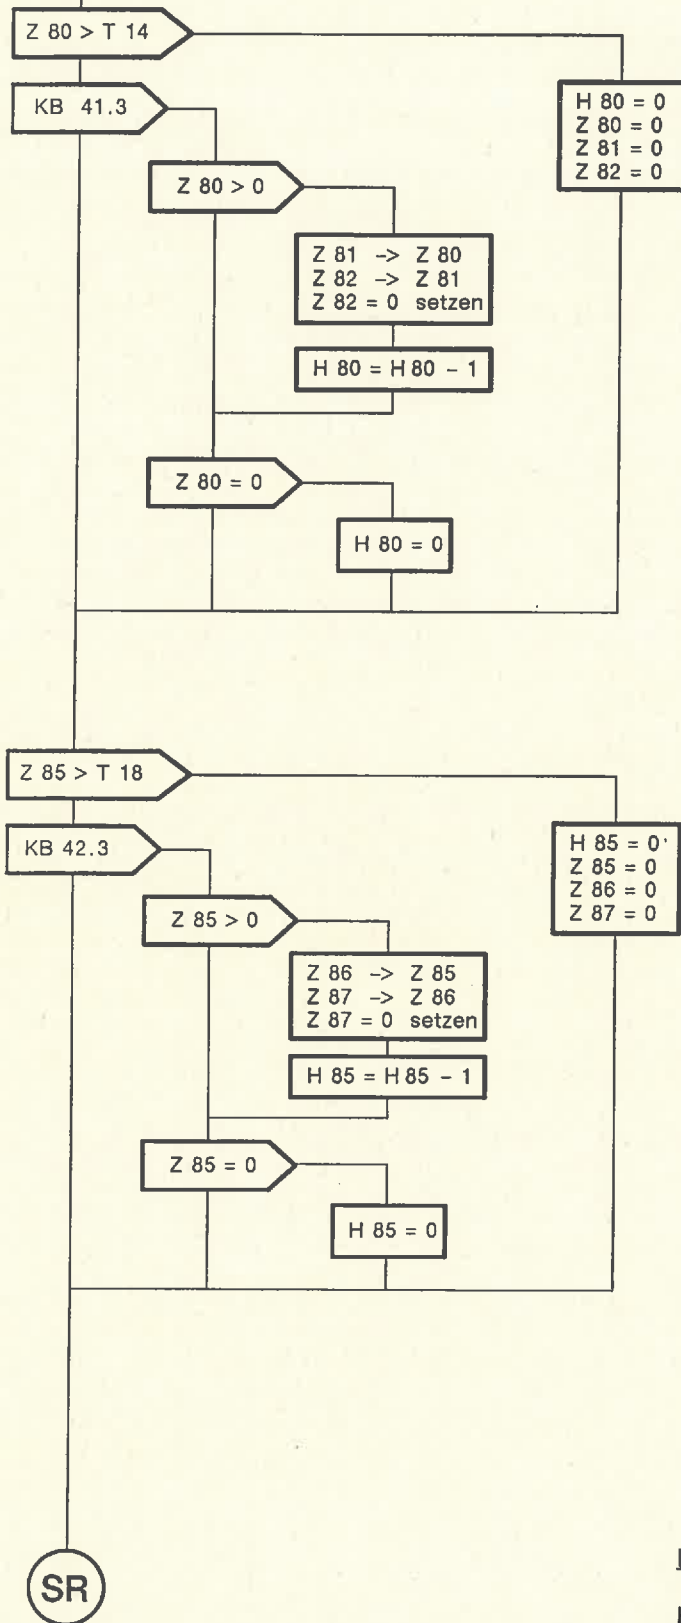 Z 80 > T 14
KB 41.3
H 80 = 0
Z 80 = 0
Z 81 = 0
Z 82 = 0
Z 80 > 0
Z 81 -> Z 80
Z 82 -> Z 81
Z 82 = 0 setzen
H 80 = H 80 - 1
Z 80 = 0
H 80 = 0
Z 85 > T 18
KB 42.3
H 85 = 0
Z 85 = 0
Z 86 = 0
Z 87 = 0
Z 85 > 0
Z 86 -> Z 85
Z 87 -> Z 86
Z 87 = 0 setzen
H 85 = H 85 - 1
Z 85 = 0
H 85 = 0
SR